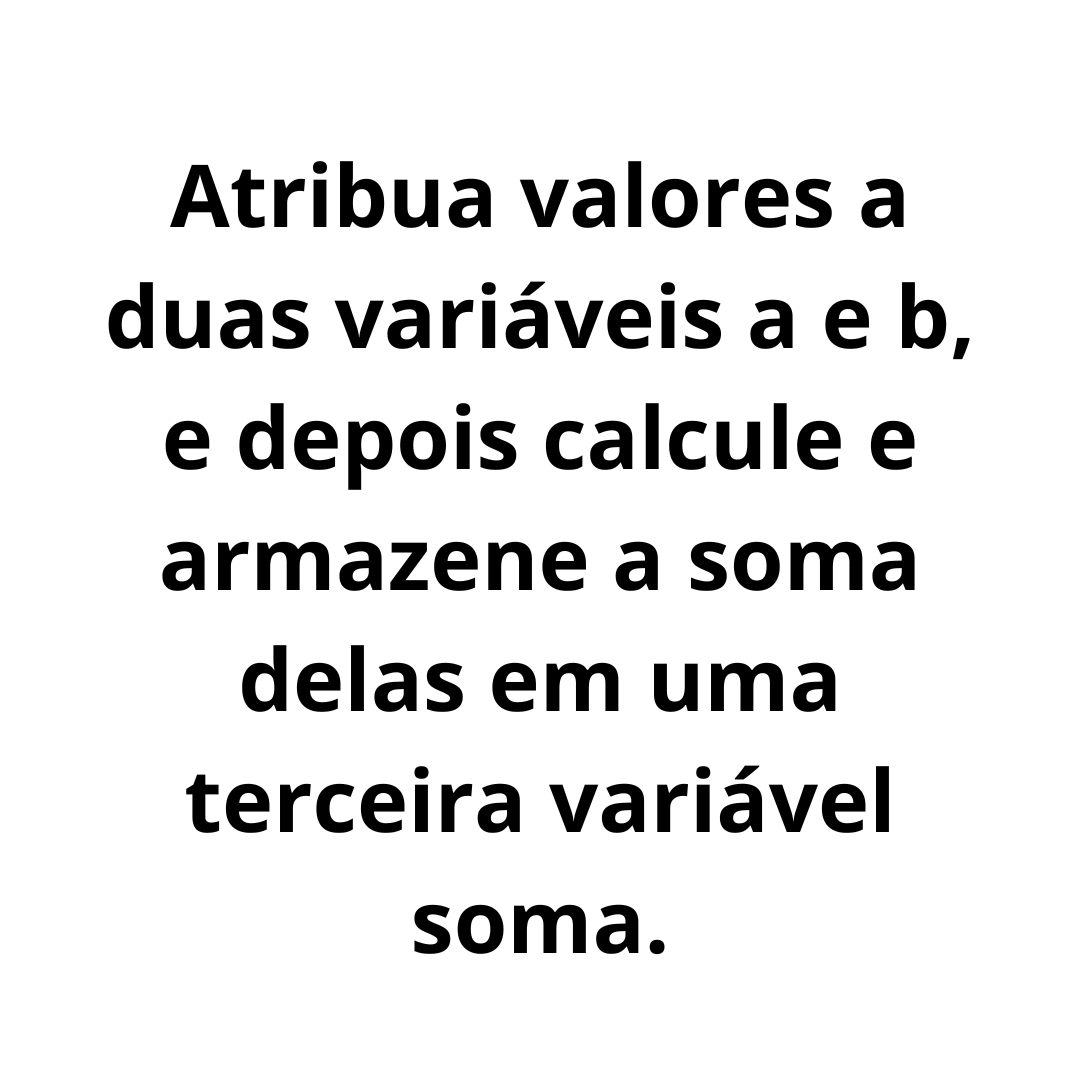 Atribua valores a
duas variáveis a e b,
e depois calcule e
armazene a soma
delas em uma
terceira variável
soma.